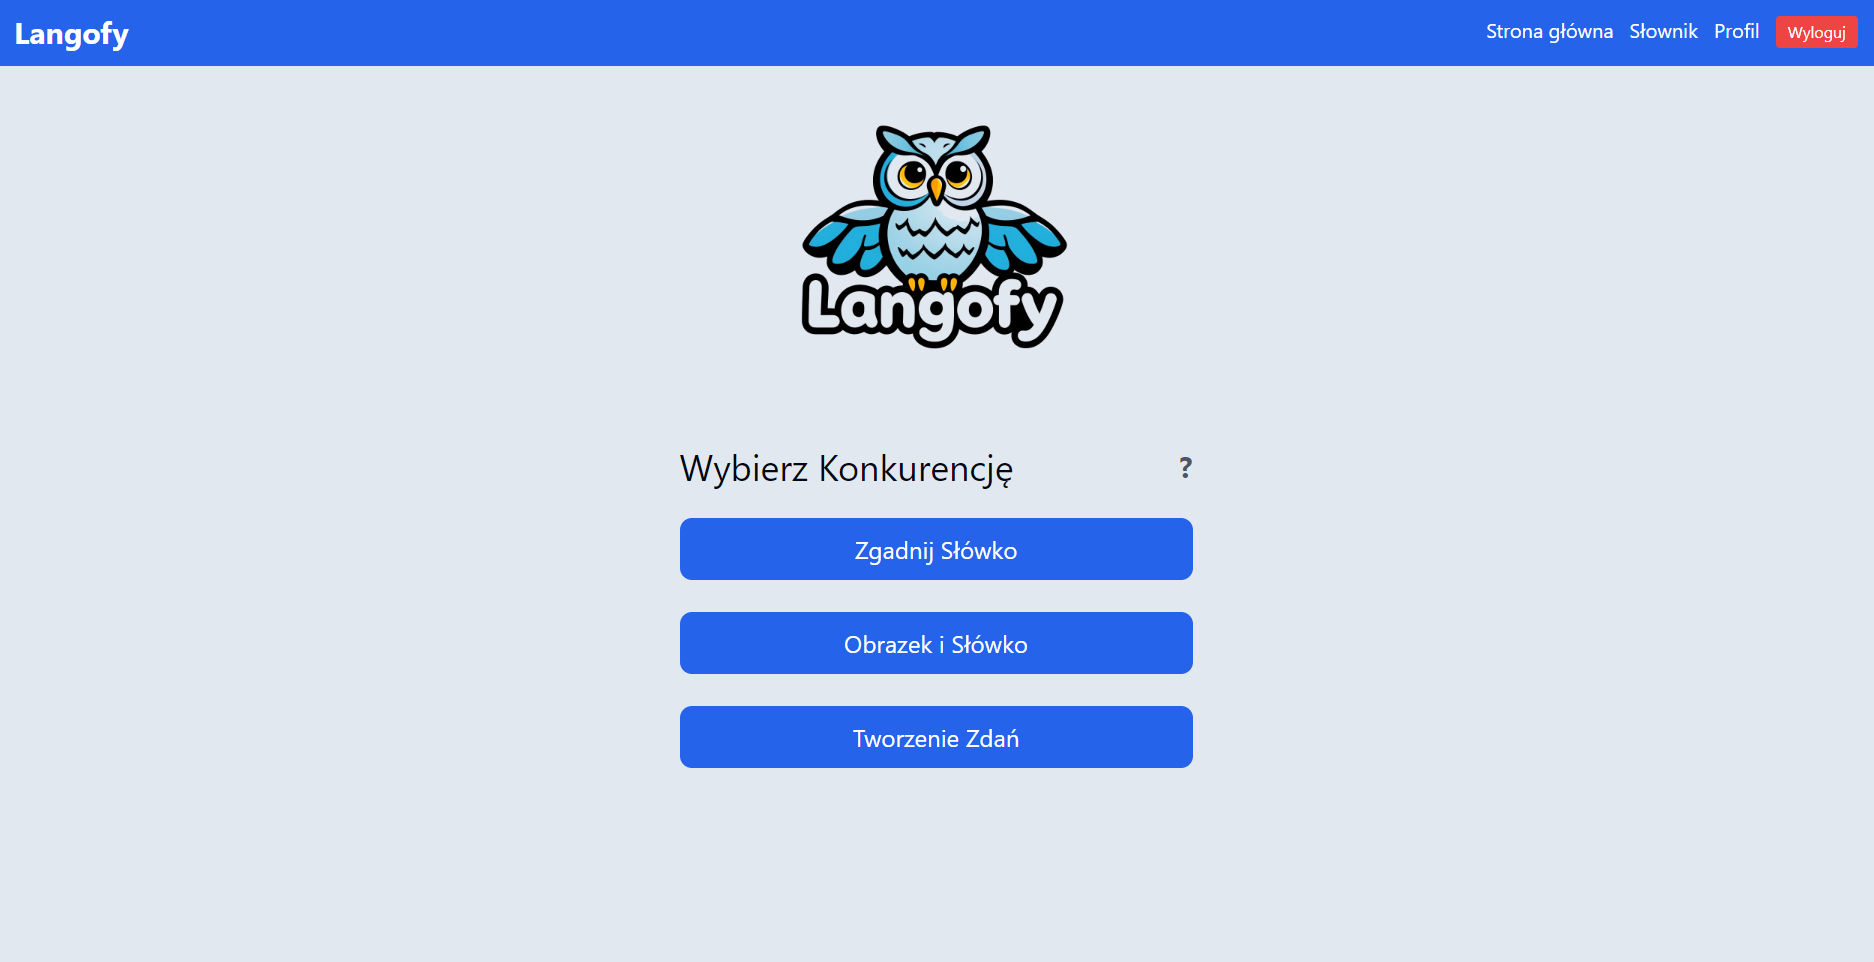 Langofy
Strona główna Słownik Profil Wyloguj
Langofy
Wybierz Konkurencję ?
Zgadnij Słówko
Obrazek i Słówko
Tworzenie Zdań